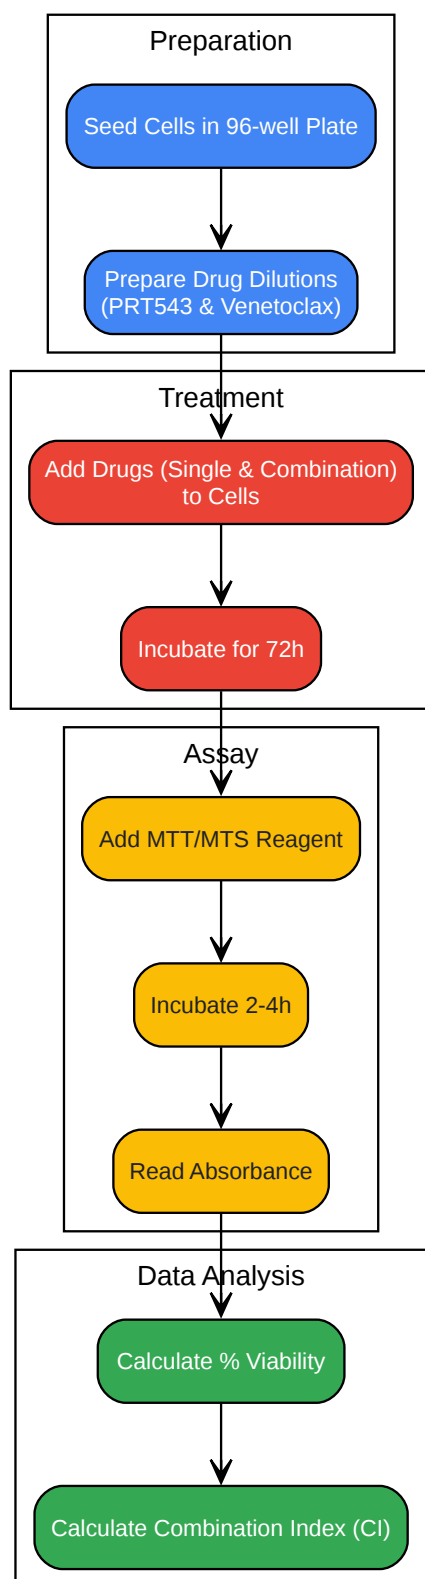 Preparation
Seed Cells in 96-well Plate
Prepare Drug Dilutions
(PRT543 & Venetoclax)
Treatment
Add Drugs (Single & Combination)
to Cells
Incubate for 72h
Assay
Add MTT/MTS Reagent
Incubate 2-4h
Read Absorbance
Data Analysis
Calculate % Viability
Calculate Combination Index (CI)